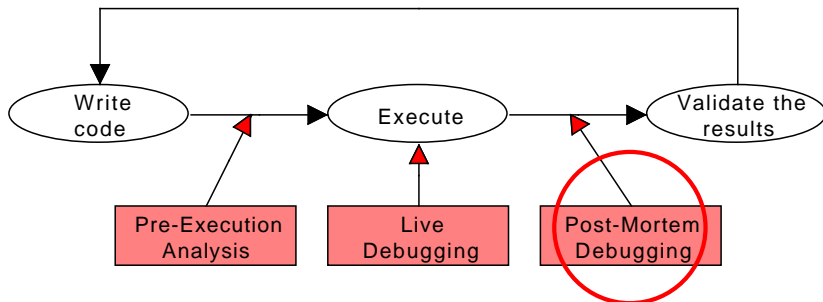 Write
code
Execute
Validate the
results
Pre-Execution
Analysis
Live
Debugging
Post-Mortem
Debugging